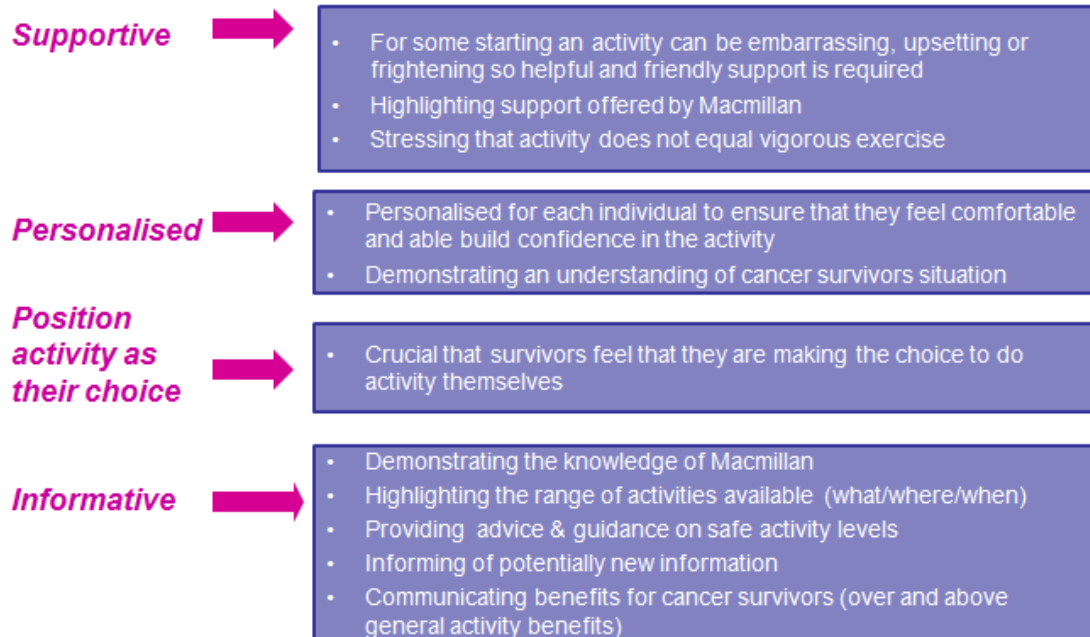 Supportive
• For some starting an activity can be embarrassing, upsetting or
frightening so helpful and friendly support is required
• Highlighting support offered by Macmillan
• Stressing that activity does not equal vigorous exercise
Personalised
• Personalised for each individual to ensure that they feel comfortable
and able build confidence in the activity
• Demonstrating an understanding of cancer survivors situation
Position
activity as
their choice
• Crucial that survivors feel that they are making the choice to do
activity themselves
Informative
• Demonstrating the knowledge of Macmillan
• Highlighting the range of activities available (what/where/when)
• Providing advice & guidance on safe activity levels
• Informing of potentially new information
• Communicating benefits for cancer survivors (over and above
general activity benefits)